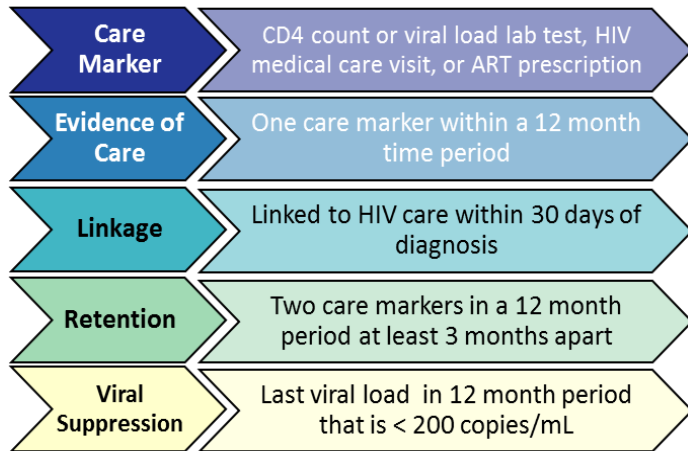 Care
Marker
CD4 count or viral load lab test, HIV
medical care visit, or ART prescription
Evidence of
Care
One care marker within a 12 month
time period
Linkage
Linked to HIV care within 30 days of
diagnosis
Retention
Two care markers in a 12 month
period at least 3 months apart
Viral
Suppression
Last viral load in 12 month period
that is < 200 copies/mL